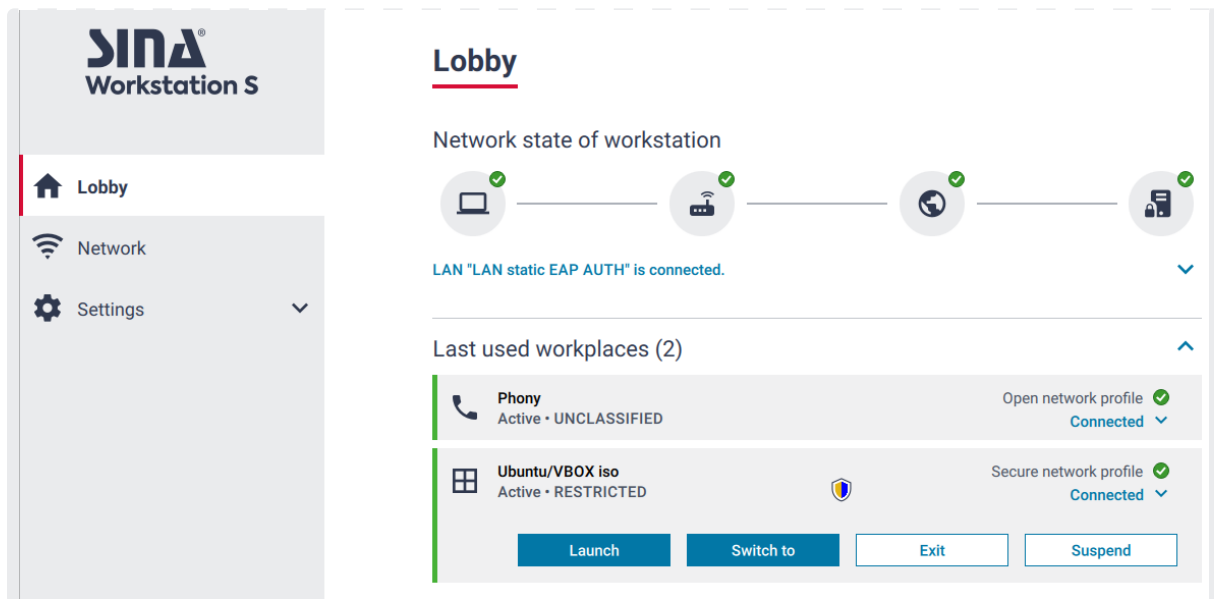 SINA®
Workstation S
Lobby
Network
Settings
Lobby
Network state of workstation
LAN "LAN static EAP AUTH" is connected.
Last used workplaces (2)
Phony
Active • UNCLASSIFIED
Open network profile
Connected
Ubuntu/VBOX iso
Active • RESTRICTED
Secure network profile
Connected
Launch
Switch to
Exit
Suspend